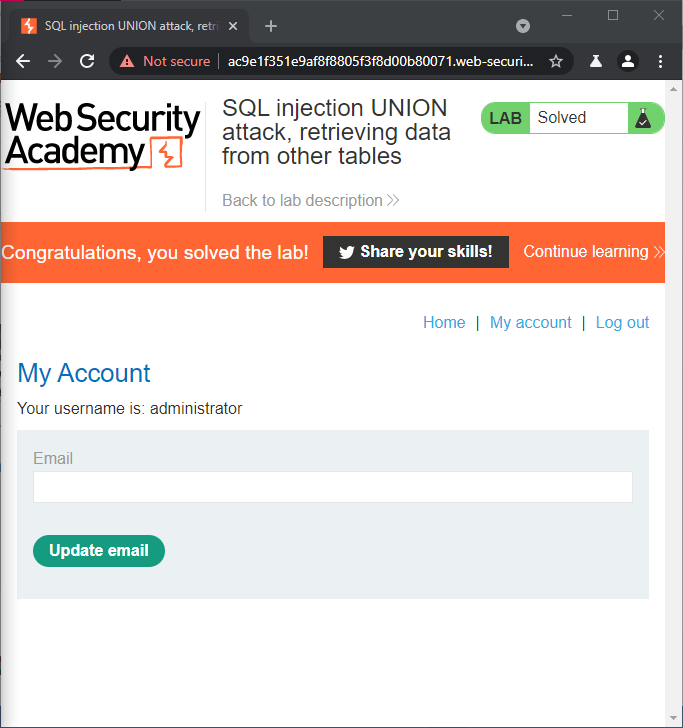 SQL injection UNION attack, retri
Not secure
ac9e1f351e9af8f8805f3f8d00b80071.web-securi...
Web Security
Academy
SQL injection UNION
attack, retrieving data
from other tables
Back to lab description
LAB Solved
Congratulations, you solved the lab!
Share your skills!
Continue learning
Home | My account | Log out
My Account
Your username is: administrator
Email
Update email